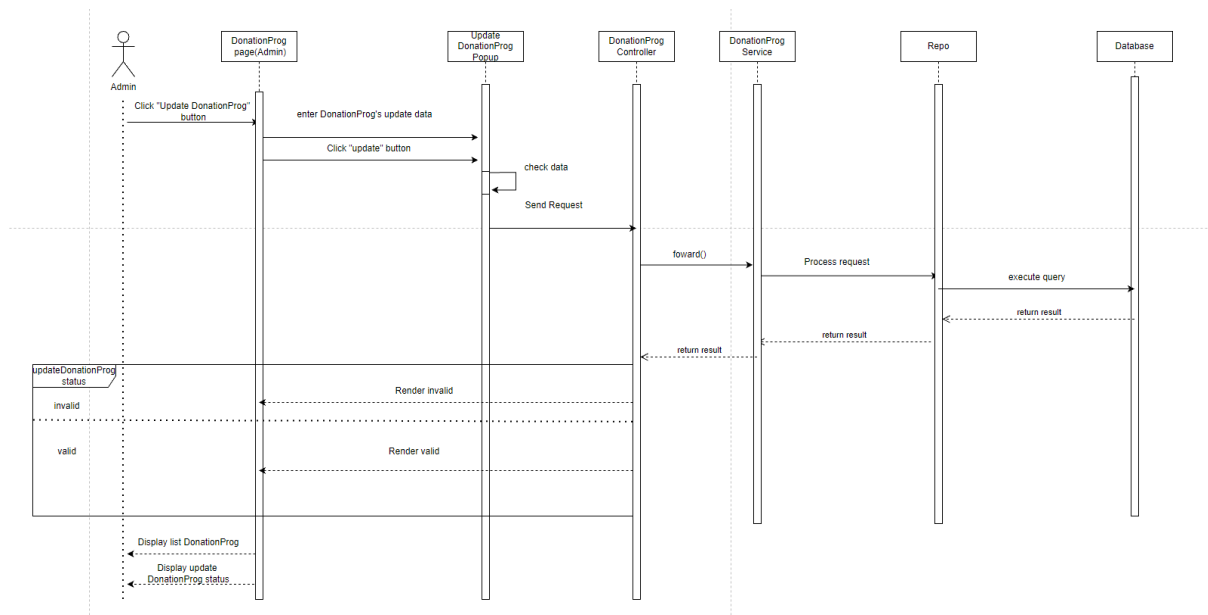 DonationProg
page(Admin)
Update
DonationProg
Popup
DonationProg
Controller
DonationProg
Service
Repo
Database
Admin
Click "Update DonationProg"
button
enter DonationProg's update data
Click "update" button
check data
Send Request
foward()
Process request
execute query
return result
return result
return result
updateDonationProg
status
Render invalid
invalid
valid
Render valid
Display list DonationProg
Display update
DonationProg status